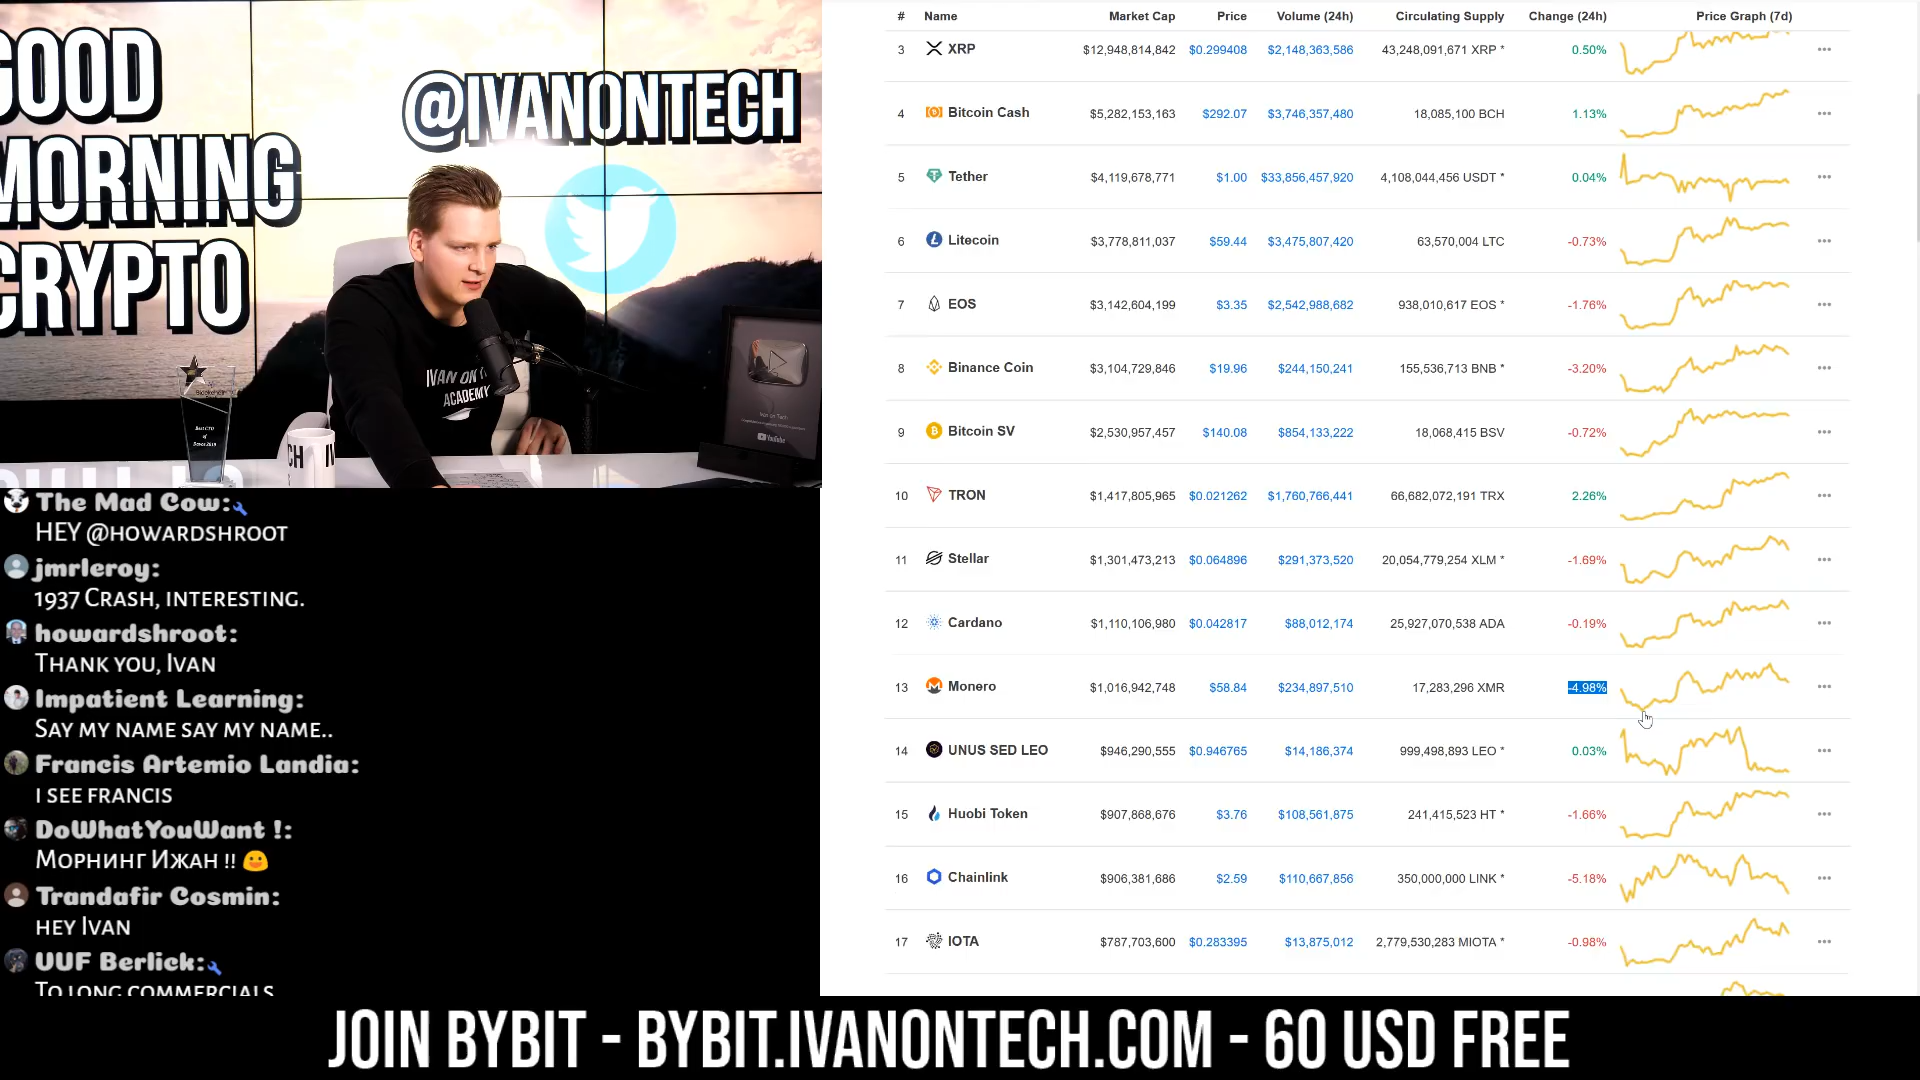 GOOD
MORNING
CRYPTO
@IVANONTECH
IVAN ON T
ACADEMY
YouTube
The Mad Cow:
HEY @HOWARDSHROOT
jmrleroy:
1937 CRASH, INTERESTING.
howardshroot:
THANK YOU, IVAN
Impatient Learning:
SAY MY NAME SAY MY NAME..
Francis Artemio Landia:
I SEE FRANCIS
DoWhatYouWant !:
МОРНИНГ ИЖАН !! 😛
Trandafir Cosmin:
HEY IVAN
UUF Berlick:
TO LONG COMMERCIALS
# Name Market Cap Price Volume (24h) Circulating Supply Change (24h) Price Graph (7d)
3 XRP $12,948,814,842 $0.299408 $2,148,363,586 43,248,091,671 XRP * 0.50%
4 Bitcoin Cash $5,282,153,163 $292.07 $3,746,357,480 18,085,100 BCH 1.13%
5 Tether $4,119,678,771 $1.00 $33,856,457,920 4,108,044,456 USDT * 0.04%
6 Litecoin $3,778,811,037 $59.44 $3,475,807,420 63,570,004 LTC -0.73%
7 EOS $3,142,604,199 $3.35 $2,542,988,682 938,010,617 EOS * -1.76%
8 Binance Coin $3,104,729,846 $19.96 $244,150,241 155,536,713 BNB * -3.20%
9 Bitcoin SV $2,530,957,457 $140.08 $854,133,222 18,068,415 BSV -0.72%
10 TRON $1,417,805,965 $0.021262 $1,760,766,441 66,682,072,191 TRX 2.26%
11 Stellar $1,301,473,213 $0.064896 $291,373,520 20,054,779,254 XLM * -1.69%
12 Cardano $1,110,106,980 $0.042817 $88,012,174 25,927,070,538 ADA -0.19%
13 Monero $1,016,942,748 $58.84 $234,897,510 17,283,296 XMR -4.98%
14 UNUS SED LEO $946,290,555 $0.946765 $14,186,374 999,498,893 LEO * 0.03%
15 Huobi Token $907,868,676 $3.76 $108,561,875 241,415,523 HT * -1.66%
16 Chainlink $906,381,686 $2.59 $110,667,856 350,000,000 LINK * -5.18%
17 IOTA $787,703,600 $0.283395 $13,875,012 2,779,530,283 MIOTA * -0.98%
JOIN BYBIT - BYBIT.IVANONTECH.COM - 60 USD FREE